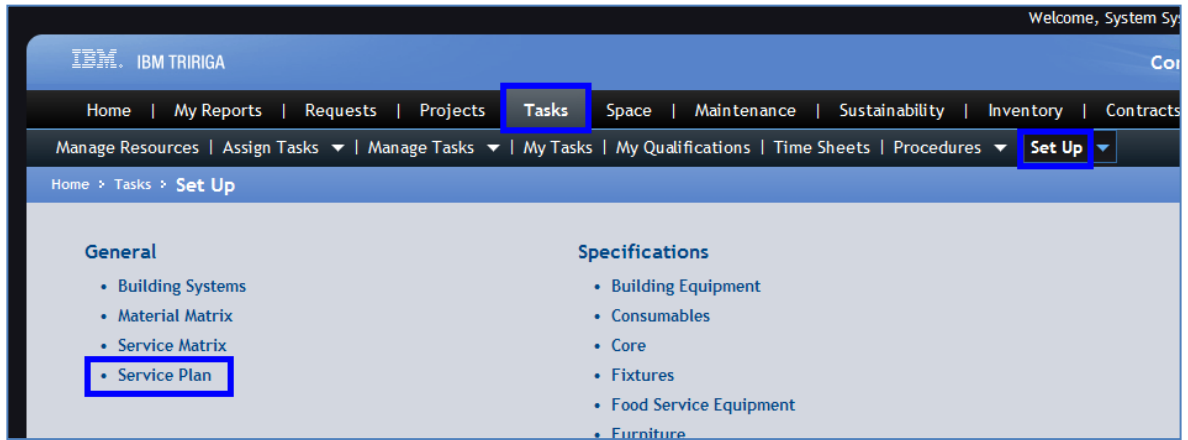 Welcome, System Sy
IBM. IBM TRIRIGA
Co
Home | My Reports | Requests | Projects Tasks Space | Maintenance | Sustainability | Inventory | Contracts
Manage Resources | Assign Tasks ▼ | Manage Tasks ▼ | My Tasks | My Qualifications | Time Sheets | Procedures ▼ Set Up ▼
Home > Tasks > Set Up
General
• Building Systems
• Material Matrix
• Service Matrix
• Service Plan
Specifications
• Building Equipment
• Consumables
• Core
• Fixtures
• Food Service Equipment
• Furniture